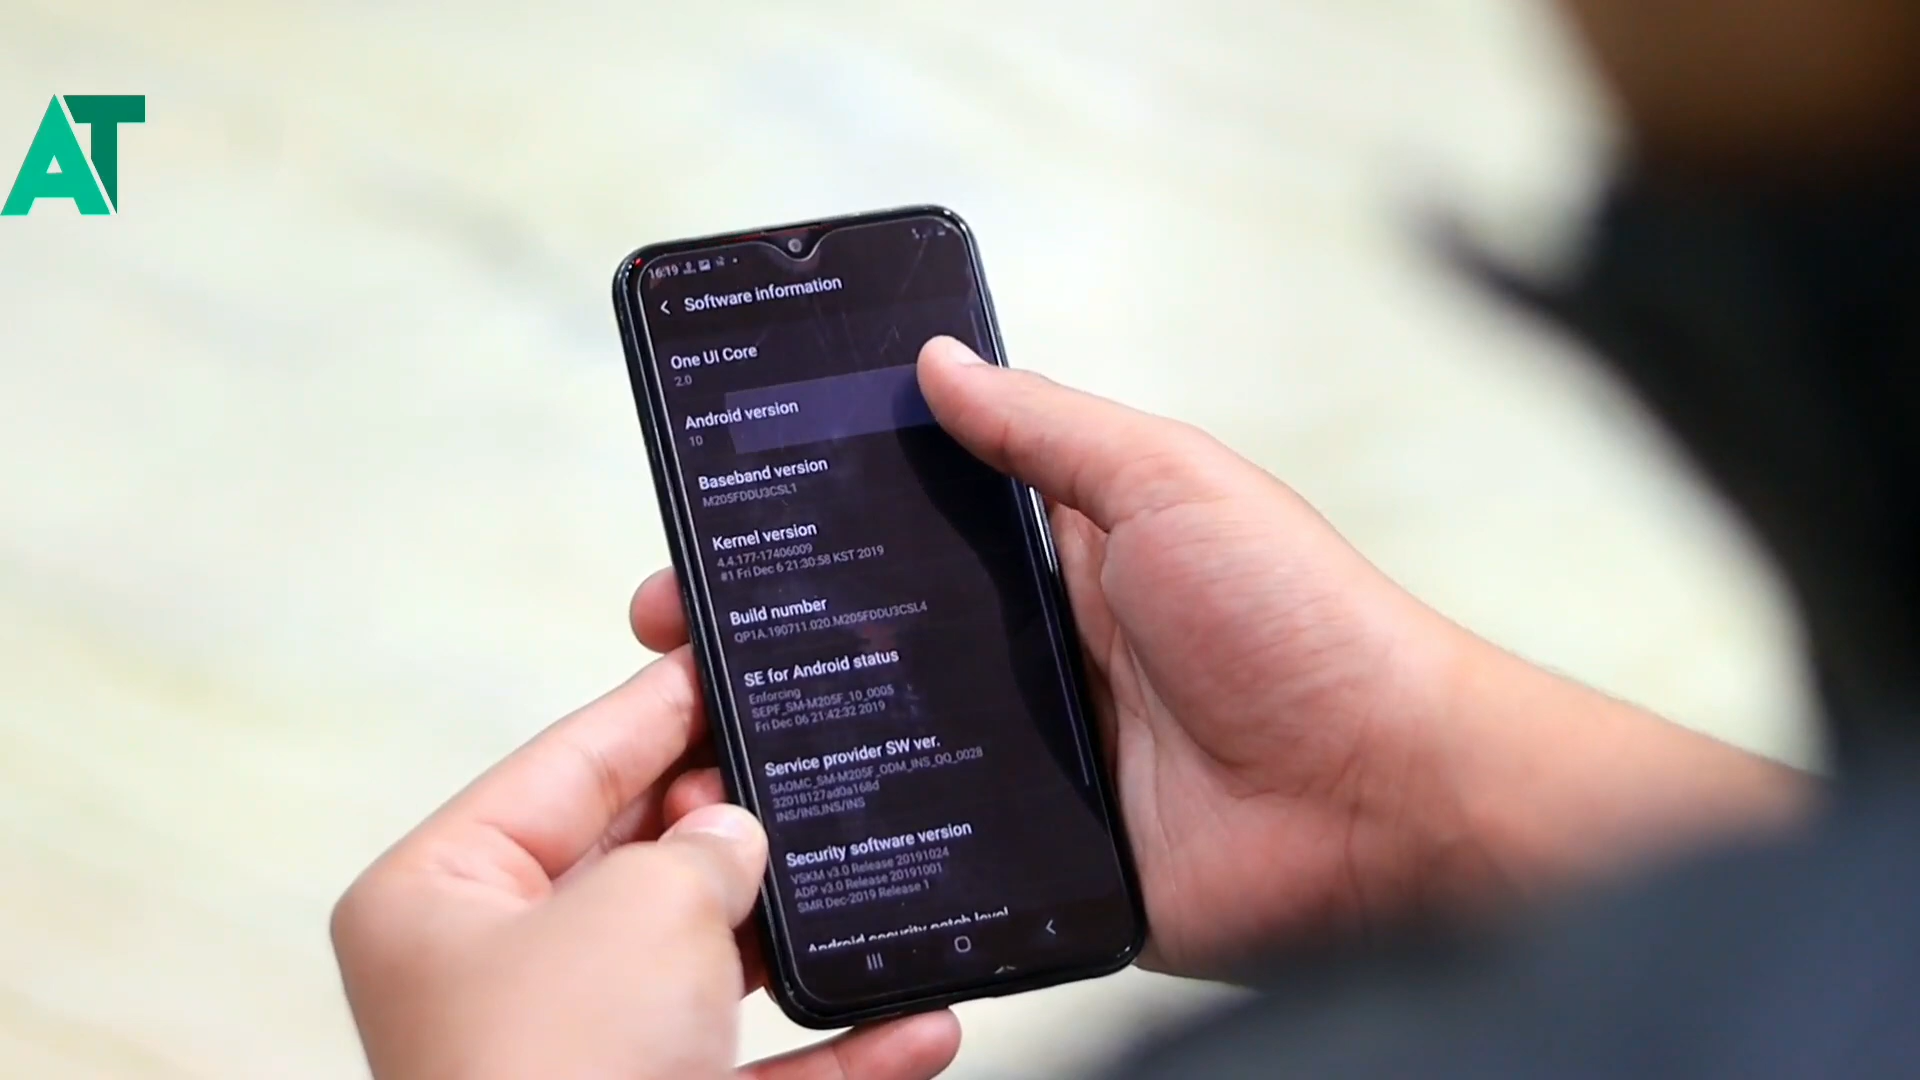 AT
16:19
Software information
One UI Core
2.0
Android version
10
Baseband version
M205FDDU3CSL1
Kernel version
4.4.177-17406009
#1 Fri Dec 6 21:30:58 KST 2019
Build number
QP1A.190711.020.M205FDDU3CSL4
SE for Android status
Enforcing
SEPF_SM-M205F_10_0005
Fri Dec 06 21:42:32 2019
Service provider SW ver.
SAOMC_SM-M205F_ODM_INS_QQ_0028
32018127ad0a168d
INS/INS,INS/INS
Security software version
VSKM v3.0 Release 20191024
ADP v3.0 Release 20191001
SMR Dec-2019 Release 1
Android security patch level